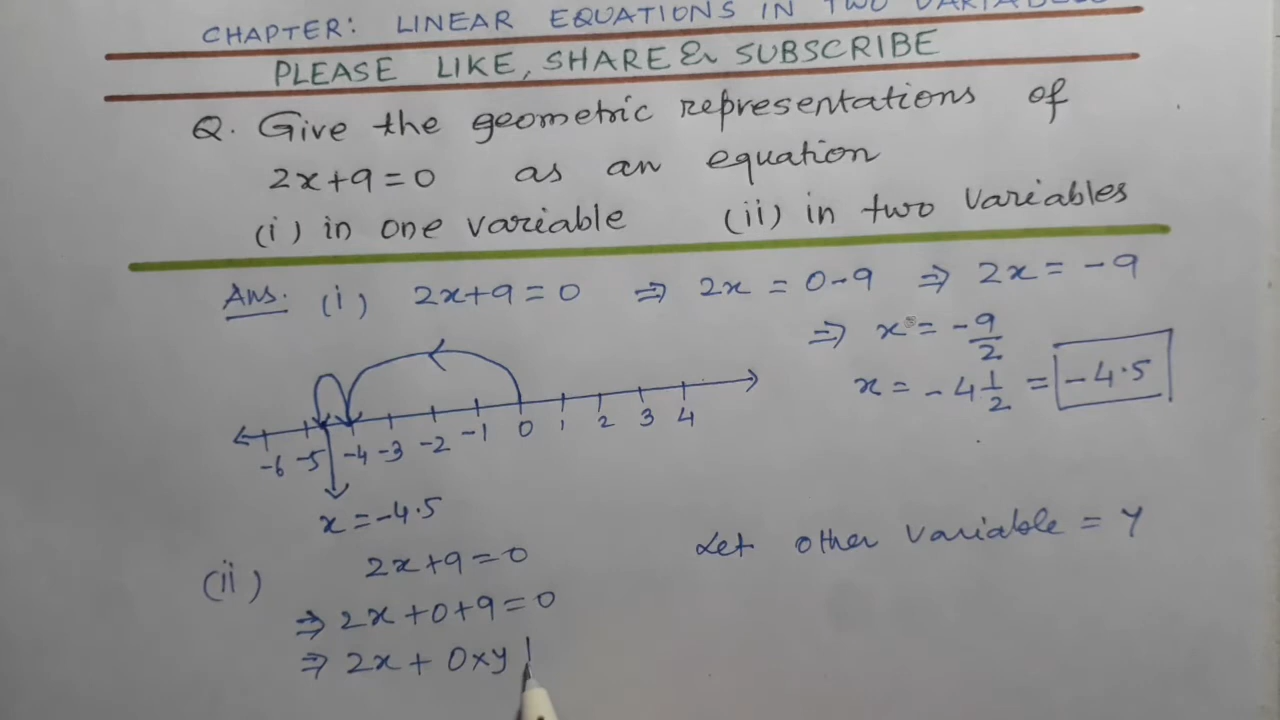 CHAPTER: LINEAR EQUATIONS IN TWO VARIABLES
PLEASE LIKE, SHARE & SUBSCRIBE
Q. Give the geometric representations of
2x+9=0 as an equation
(i) in one variable (ii) in two variables
Ans. (i) 2x+9=0 ⇒ 2x = 0-9 ⇒ 2x = -9
⇒ x = -9/2
x = -4 1/2 = -4.5
-6 -5 -4 -3 -2 -1 0 1 2 3 4
x=-4.5
(ii) 2x+9=0 Let other variable = y
⇒ 2x+0+9=0
⇒ 2x+ 0xy